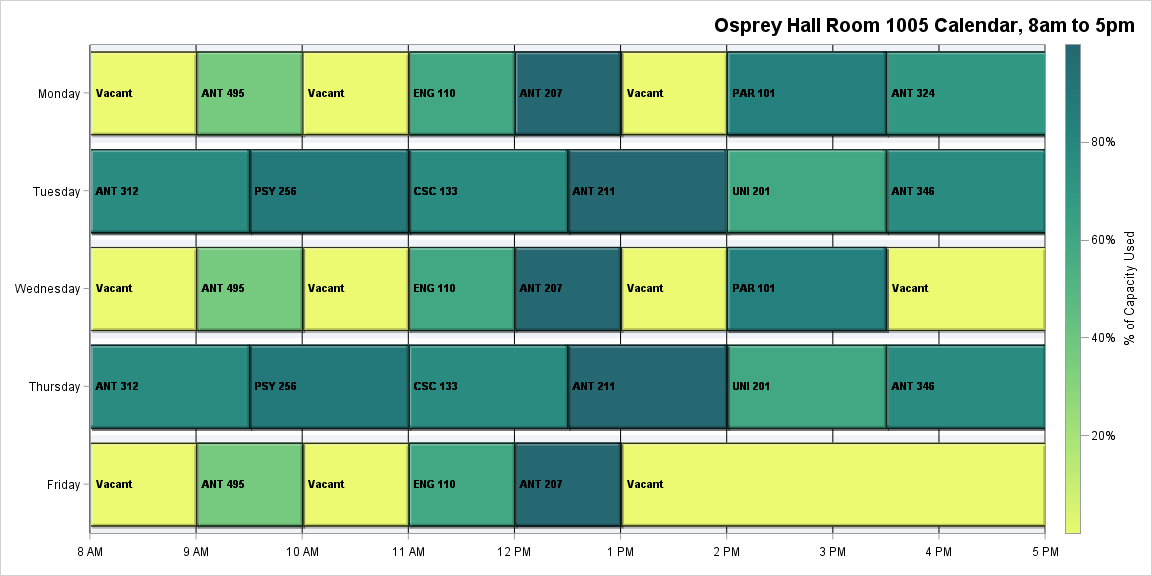 Osprey Hall Room 1005 Calendar, 8am to 5pm
Monday
Vacant
ANT 495
Vacant
ENG 110
ANT 207
Vacant
PAR 101
ANT 324
Tuesday
ANT 312
PSY 256
CSC 133
ANT 211
UNI 201
ANT 346
Wednesday
Vacant
ANT 495
Vacant
ENG 110
ANT 207
Vacant
PAR 101
Vacant
Thursday
ANT 312
PSY 256
CSC 133
ANT 211
UNI 201
ANT 346
Friday
Vacant
ANT 495
Vacant
ENG 110
ANT 207
Vacant
8 AM
9 AM
10 AM
11 AM
12 PM
1 PM
2 PM
3 PM
4 PM
5 PM
80%
60%
40%
20%
% of Capacity Used